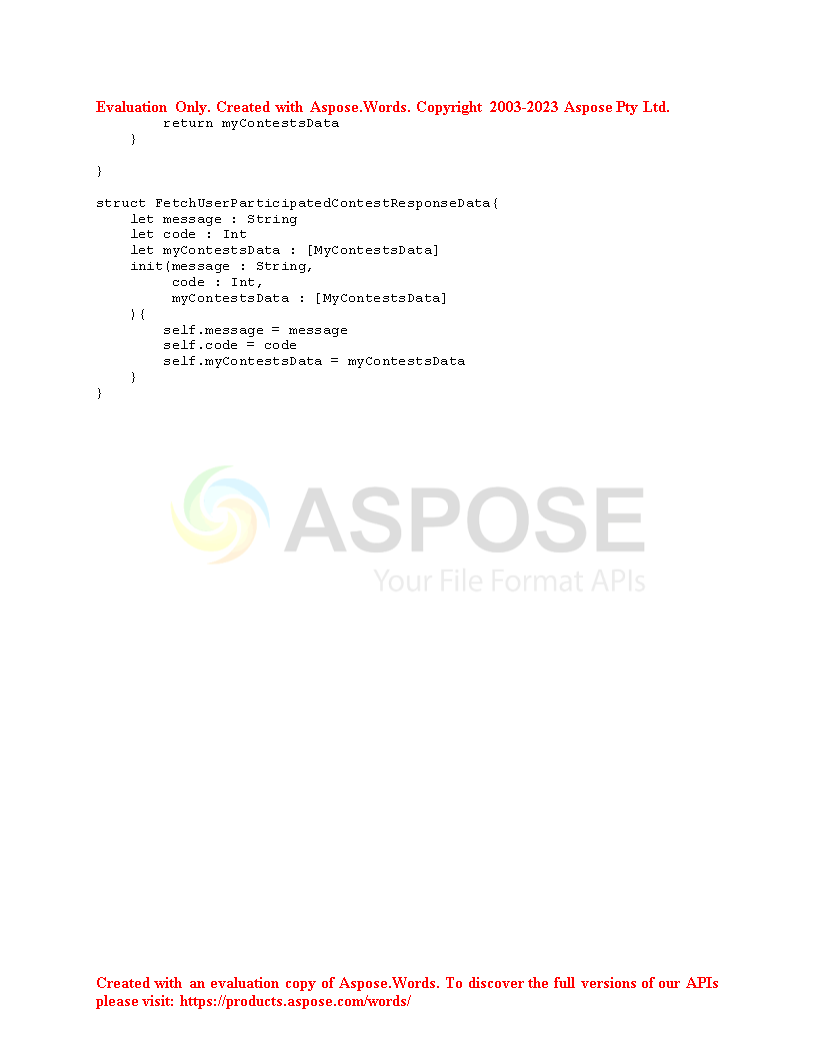 Evaluation Only. Created with Aspose.Words. Copyright 2003-2023 Aspose Pty Ltd.
        return myContestsData
    }
}
struct FetchUserParticipatedContestResponseData{
    let message : String
    let code : Int
    let myContestsData : [MyContestsData]
    init(message : String,
         code : Int,
         myContestsData : [MyContestsData]
    ){
        self.message = message
        self.code = code
        self.myContestsData = myContestsData
    }
}
ASPOSE
Your File Format APIs
Created with an evaluation copy of Aspose.Words. To discover the full versions of our APIs
please visit: https://products.aspose.com/words/